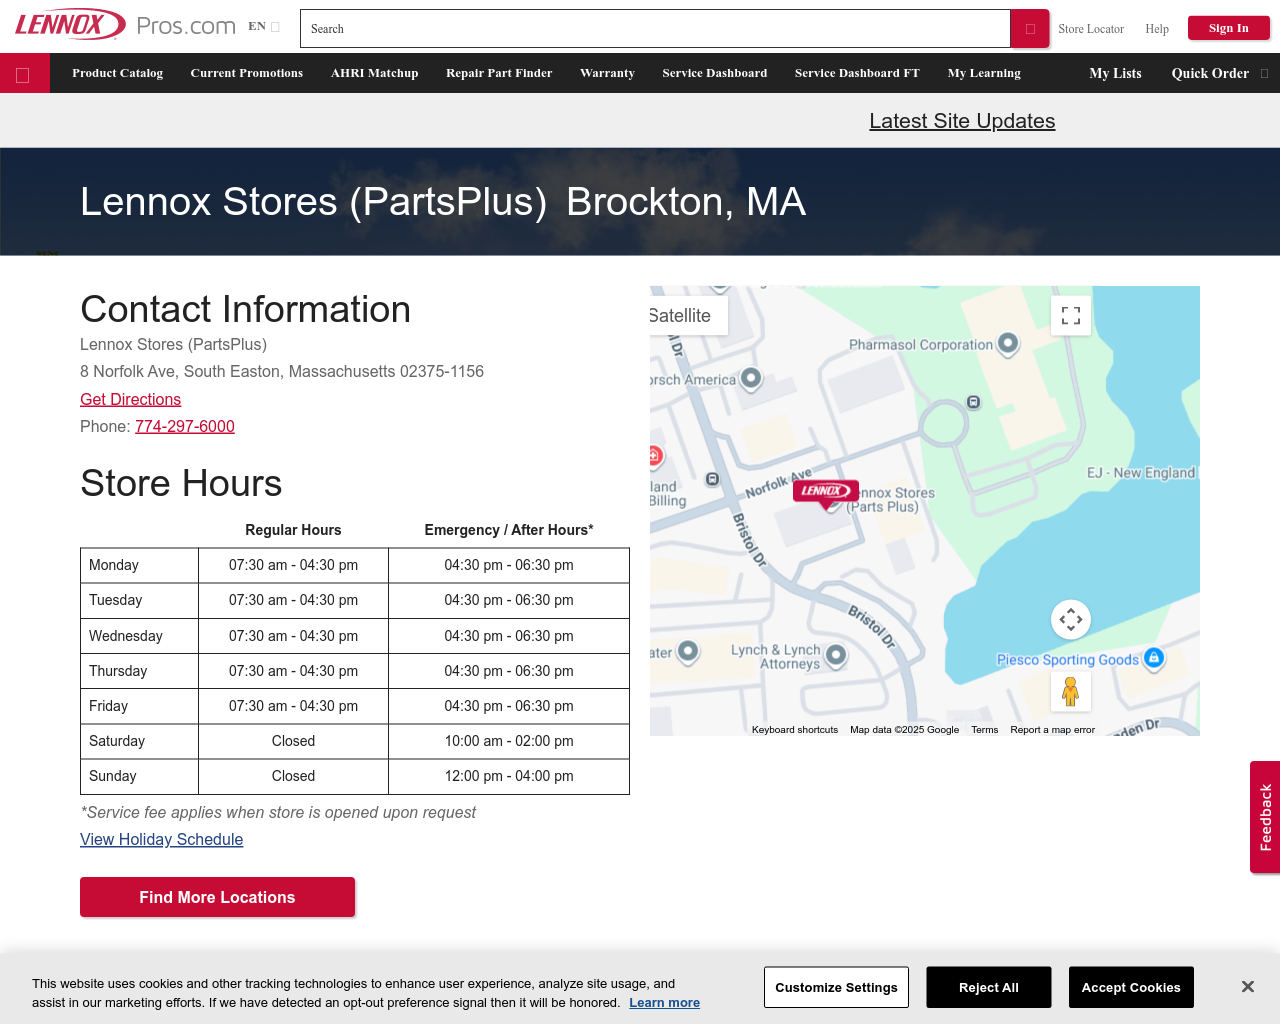 LENNOX Pros.com EN
Search
Store Locator
Help
Sign In
Product Catalog
Current Promotions
AHRI Matchup
Repair Part Finder
Warranty
Service Dashboard
Service Dashboard FT
My Learning
My Lists
Quick Order
Latest Site Updates
Lennox Stores (PartsPlus) Brockton, MA
Contact Information
Lennox Stores (PartsPlus)
8 Norfolk Ave, South Easton, Massachusetts 02375-1156
Get Directions
Phone: 774-297-6000
Store Hours
Regular Hours Emergency / After Hours*
Monday 07:30 am - 04:30 pm 04:30 pm - 06:30 pm
Tuesday 07:30 am - 04:30 pm 04:30 pm - 06:30 pm
Wednesday 07:30 am - 04:30 pm 04:30 pm - 06:30 pm
Thursday 07:30 am - 04:30 pm 04:30 pm - 06:30 pm
Friday 07:30 am - 04:30 pm 04:30 pm - 06:30 pm
Saturday Closed 10:00 am - 02:00 pm
Sunday Closed 12:00 pm - 04:00 pm
*Service fee applies when store is opened upon request
View Holiday Schedule
Find More Locations
Satellite
Dr
Pharmasol Corporation
orsch America
EJ - New England
Norfolk Ave
land
Billing
LENNOX
nnox Stores
(Parts Plus)
Bristol Dr
Bristol Dr
ater
Lynch & Lynch
Attorneys
Piesco Sporting Goods
den Dr
Keyboard shortcuts
Map data ©2025 Google
Terms
Report a map error
Feedback
This website uses cookies and other tracking technologies to enhance user experience, analyze site usage, and
assist in our marketing efforts. If we have detected an opt-out preference signal then it will be honored. Learn more
Customize Settings
Reject All
Accept Cookies